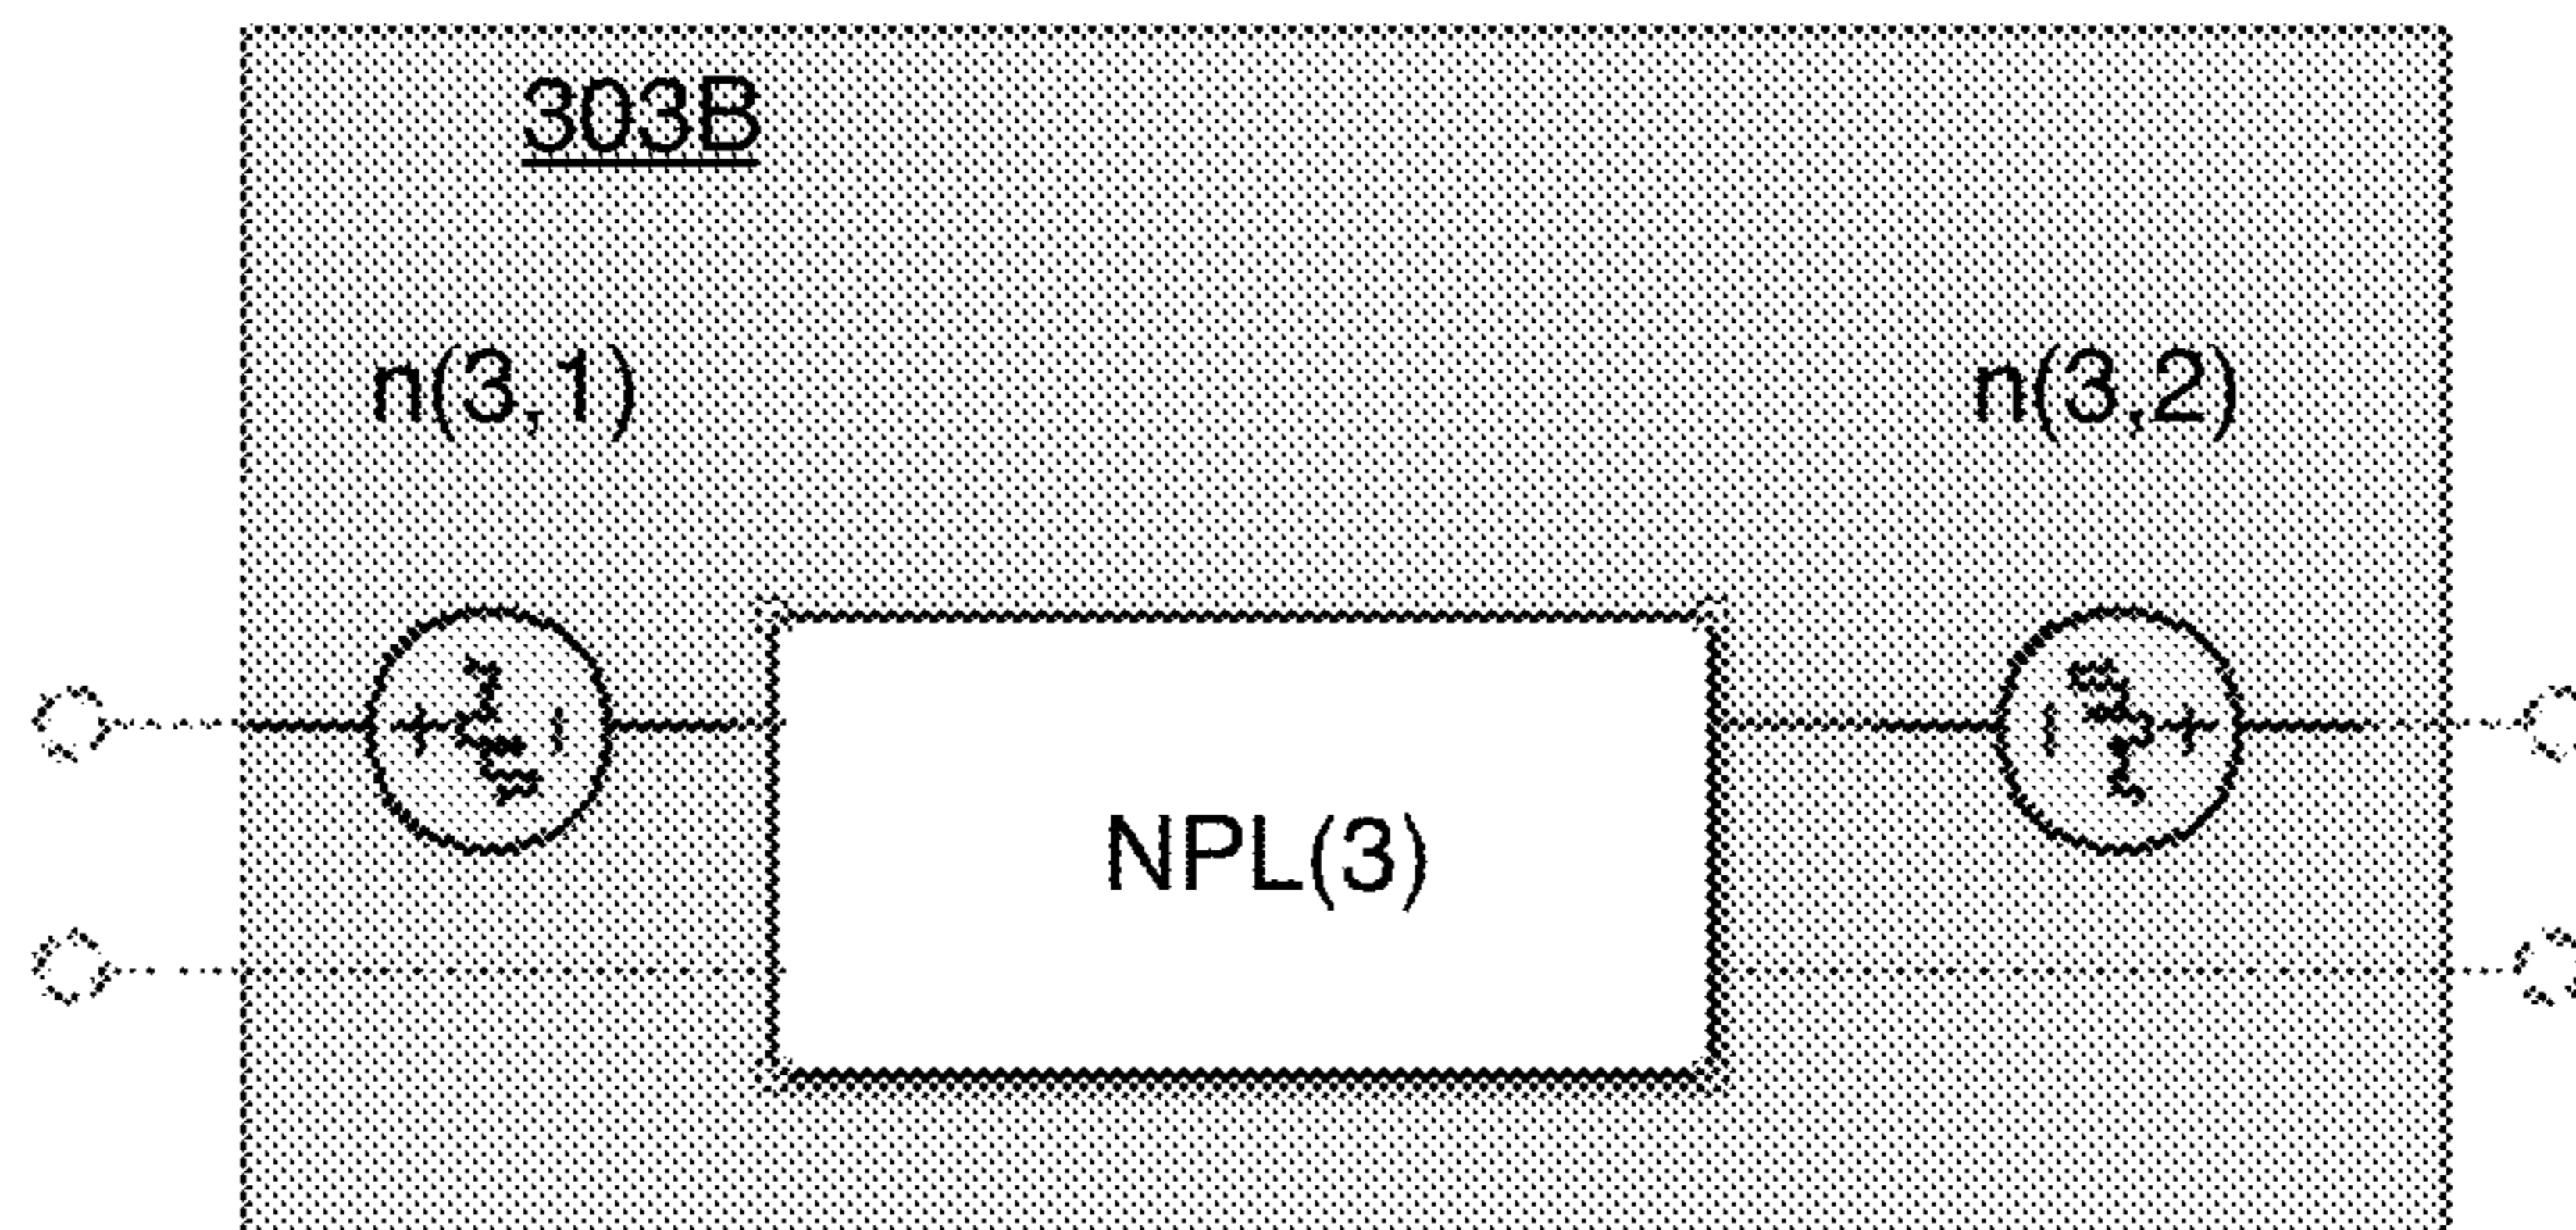 303B
n(3,1) n(3,2)
+ − − +
NPL(3)